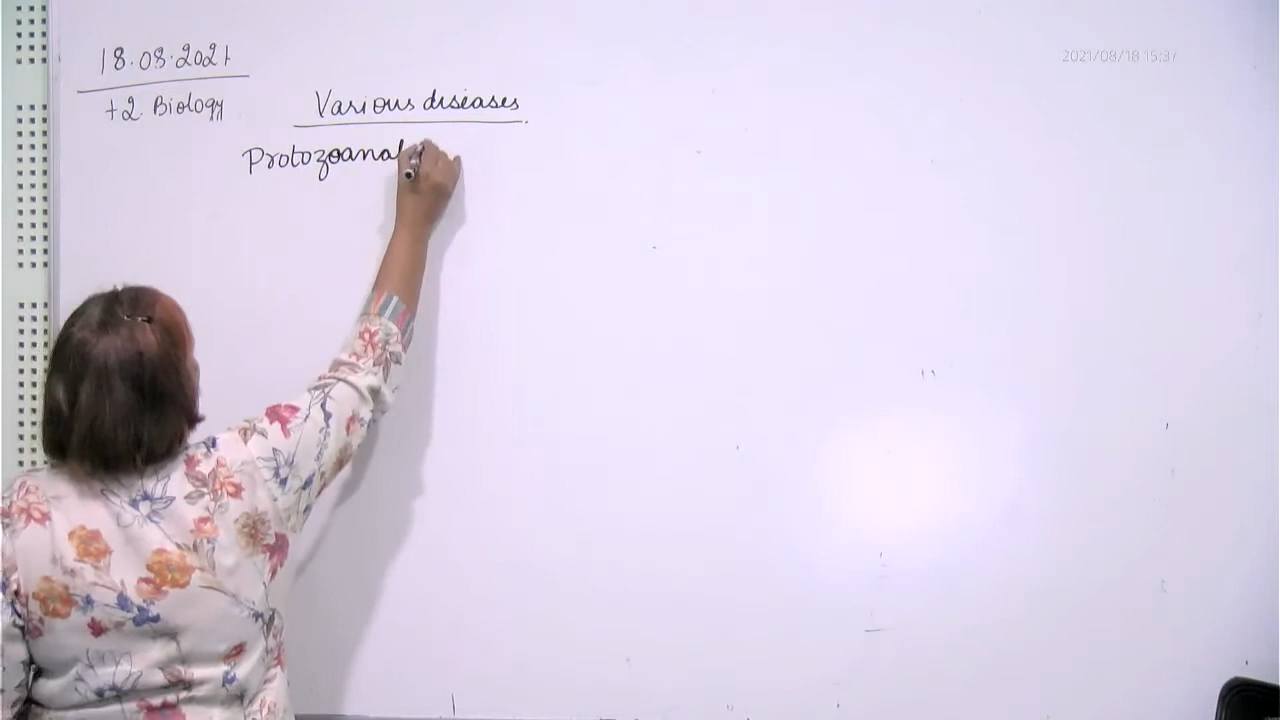 18.08.2021
2021/08/18 15:37
+2. Biology
Various diseases
Protozoanal